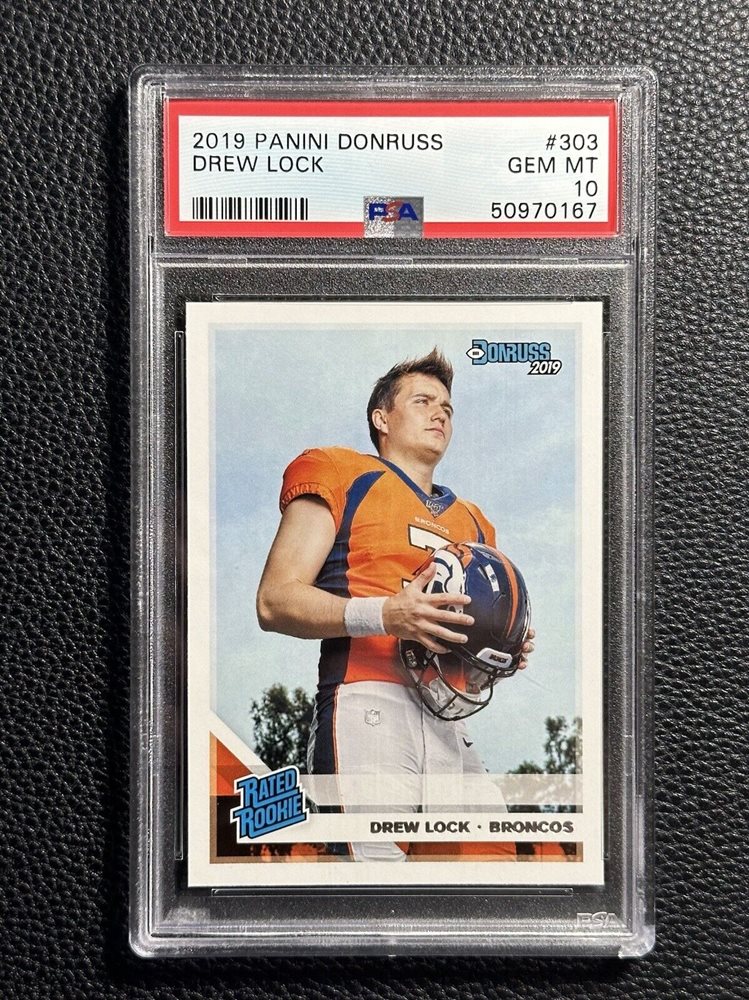 2019 PANINI DONRUSS #303
DREW LOCK GEM MT
10
PSA 50970167
DONRUSS
2019
BRONCOS
7
RATED
ROOKIE
DREW LOCK · BRONCOS
PSA